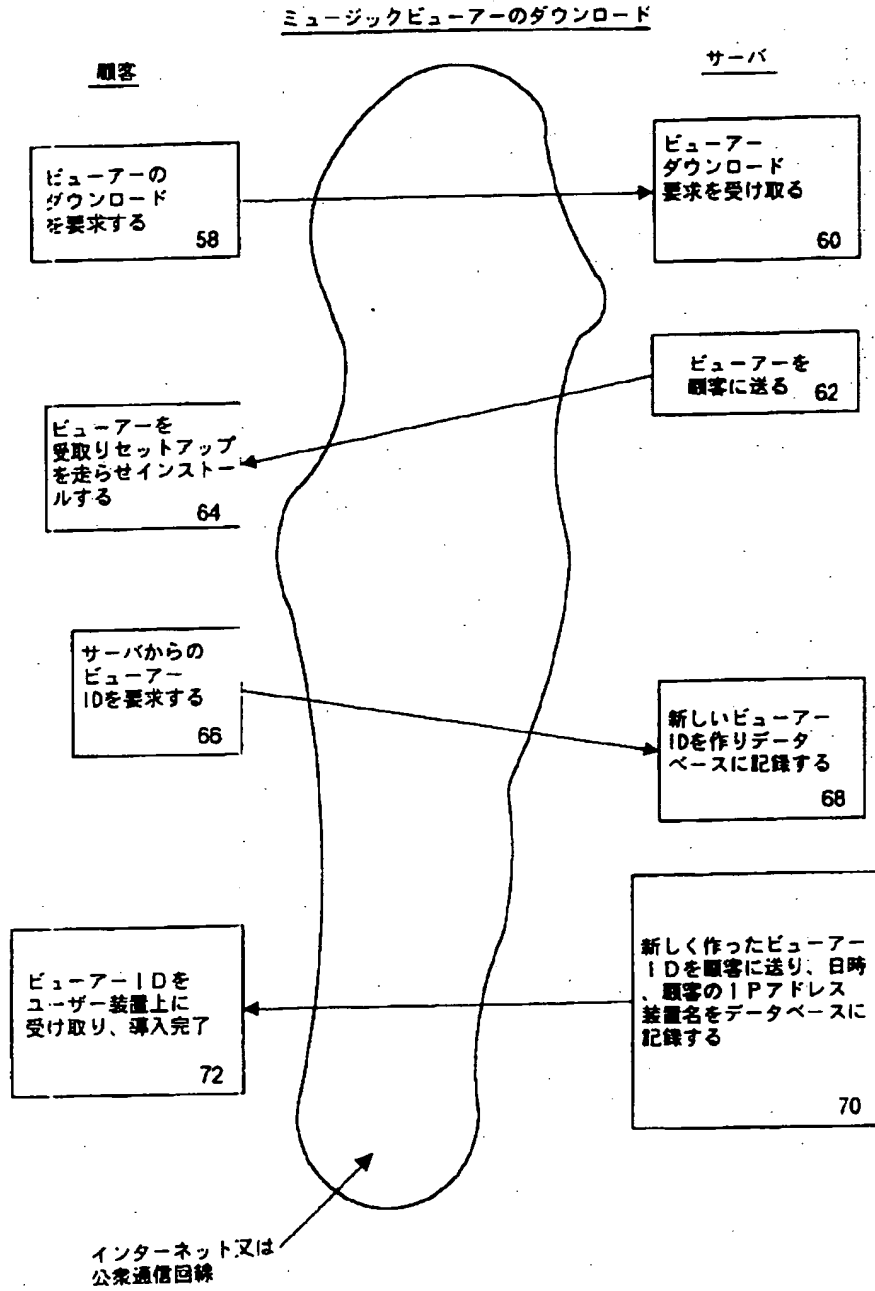 ミュージックビューアーのダウンロード
顧客
サーバ
ビューアーの
ダウンロード
を要求する
58
ビューアー
ダウンロード
要求を受け取る
60
ビューアーを
顧客に送る 62
ビューアーを
受取りセットアップ
を走らせインストー
ルする
64
サーバからの
ビューアー
IDを要求する
66
新しいビューアー
IDを作りデータ
ベースに記録する
68
新しく作ったビューアー
IDを顧客に送り、日時
、顧客のIPアドレス
装置名をデータベースに
記録する
70
ビューアーIDを
ユーザー装置上に
受け取り、導入完了
72
インターネット又は
公衆通信回線